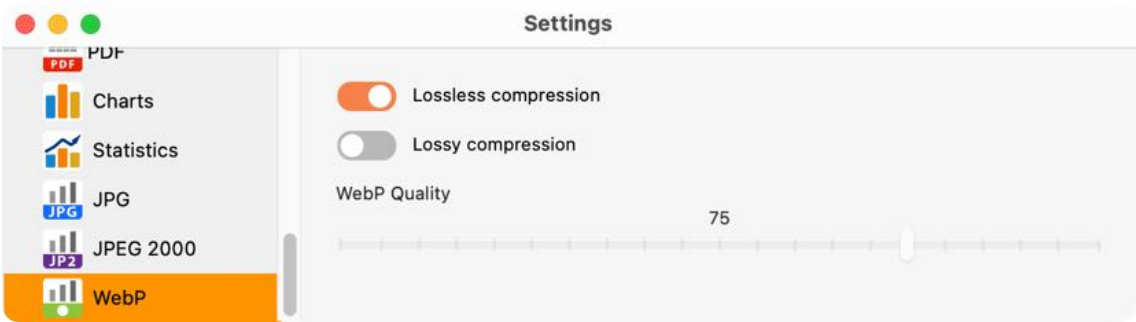 Settings
PDF
PDF
Charts
Statistics
JPG
JPG
JP2
JPEG 2000
WebP
Lossless compression
Lossy compression
WebP Quality
75